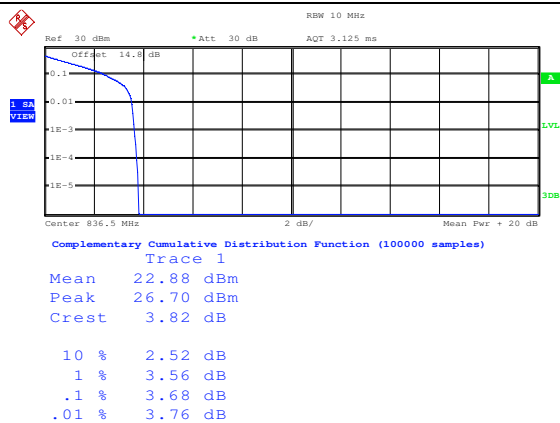 RBW 10 MHz
Ref 30 dBm * Att 30 dB AQT 3.125 ms
Offset 14.8 dB
0.1
A
0.01
1 SA
VIEW
1E-3
LVL
1E-4
1E-5
3DB
Center 836.5 MHz 2 dB/ Mean Pwr + 20 dB
Complementary Cumulative Distribution Function (100000 samples)
Trace 1
Mean 22.88 dBm
Peak 26.70 dBm
Crest 3.82 dB
10 % 2.52 dB
1 % 3.56 dB
.1 % 3.68 dB
.01 % 3.76 dB